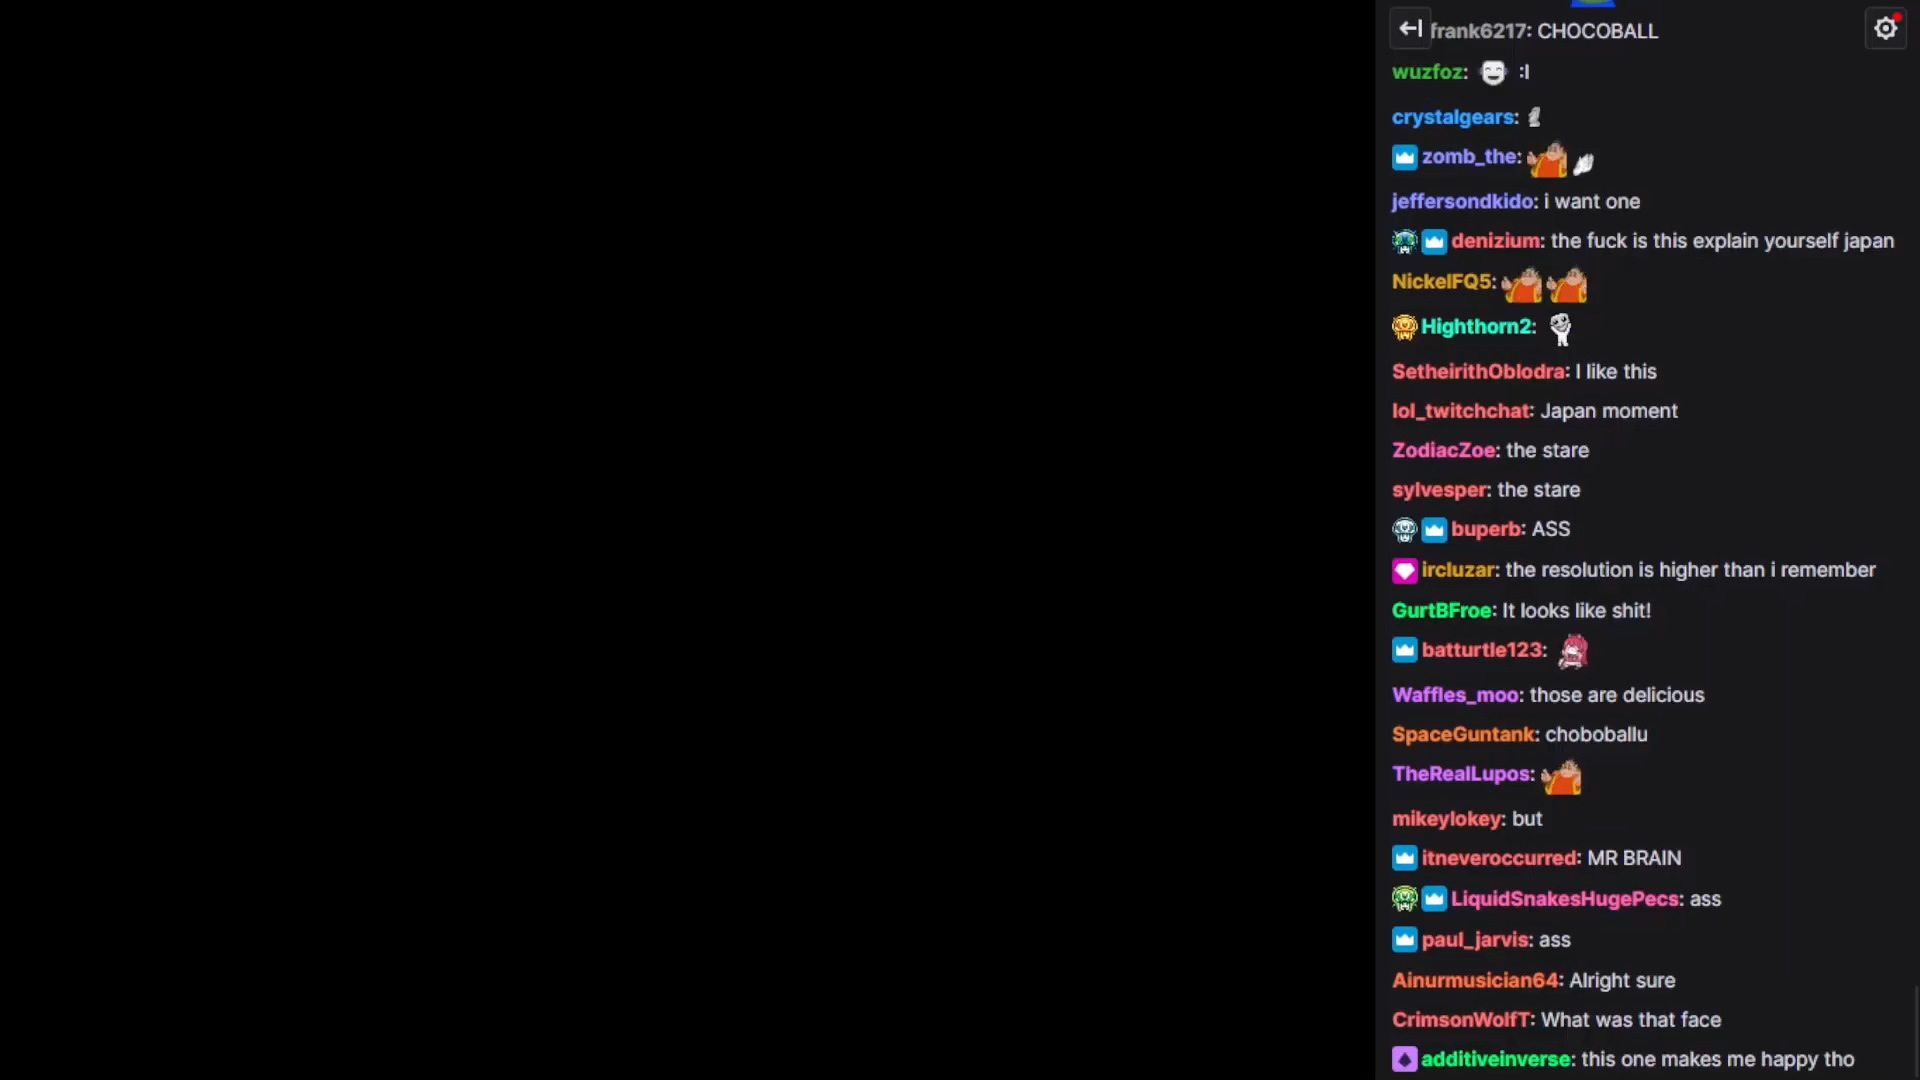 frank6217: CHOCOBALL
wuzfoz: :l
crystalgears:
zomb_the:
jeffersondkido: i want one
denizium: the fuck is this explain yourself japan
NickelFQ5:
Highthorn2:
SetheirithOblodra: I like this
lol_twitchchat: Japan moment
ZodiacZoe: the stare
sylvesper: the stare
buperb: ASS
ircluzar: the resolution is higher than i remember
GurtBFroe: It looks like shit!
batturtle123:
Waffles_moo: those are delicious
SpaceGuntank: choboballu
TheRealLupos:
mikeylokey: but
itneveroccurred: MR BRAIN
LiquidSnakesHugePecs: ass
paul_jarvis: ass
Ainurmusician64: Alright sure
CrimsonWolfT: What was that face
additiveinverse: this one makes me happy tho